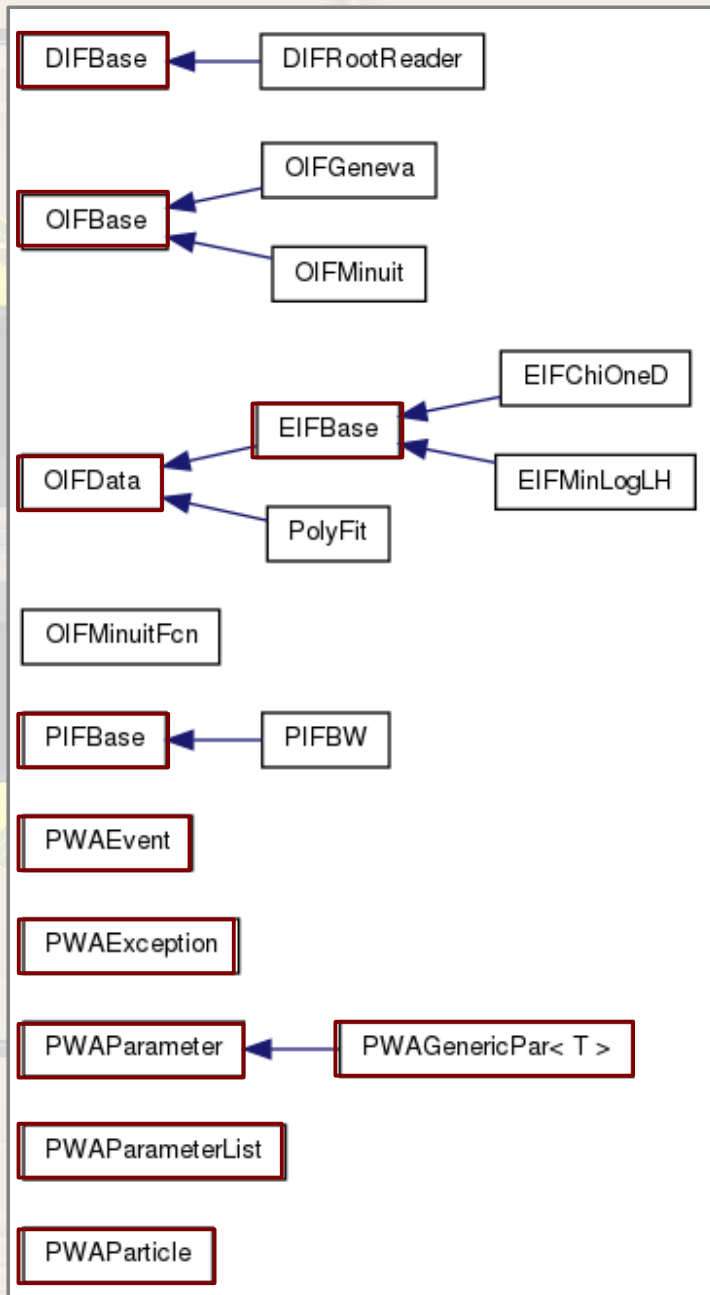 DIFBase
DIFRootReader
OIFGeneva
OIFBase
OIFMinuit
EIFChiOneD
EIFBase
OIFData
EIFMinLogLH
PolyFit
OIFMinuitFcn
PIFBase
PIFBW
PWAEvent
PWAException
PWAParameter
PWAGenericPar< T >
PWAParameterList
PWAParticle